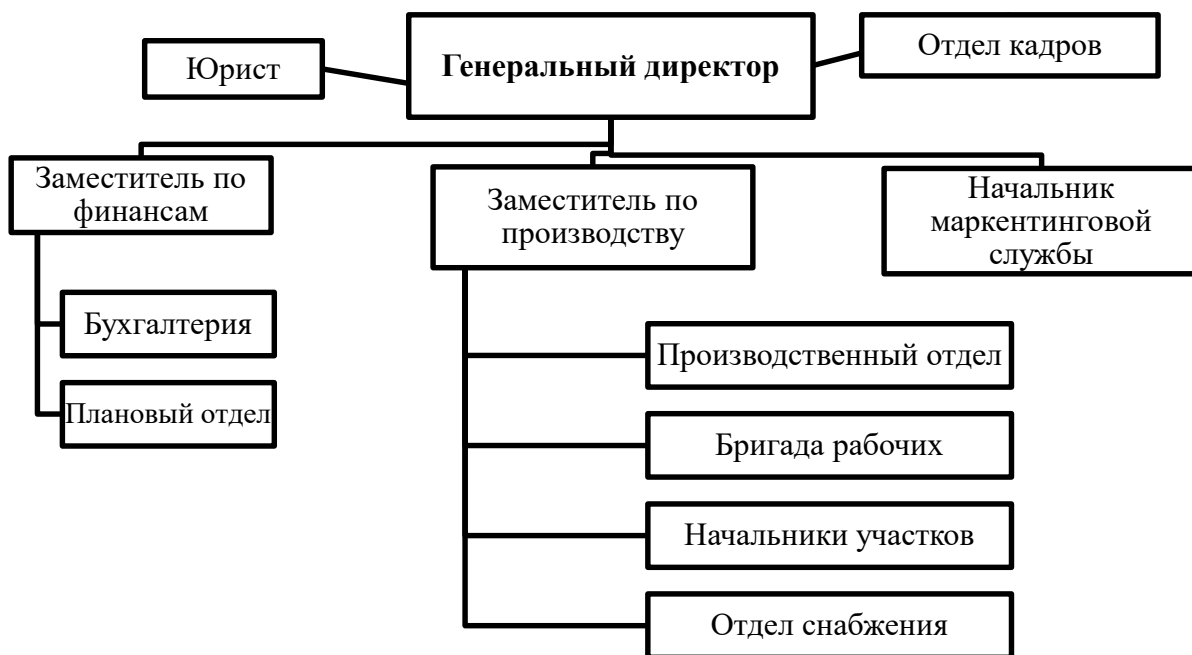 Юрист
Генеральный директор
Отдел кадров
Заместитель по
финансам
Заместитель по
производству
Начальник
маркентинговой
службы
Бухгалтерия
Плановый отдел
Производственный отдел
Бригада рабочих
Начальники участков
Отдел снабжения